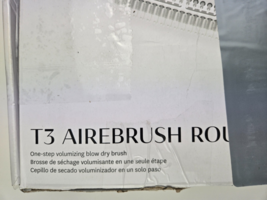 T3 AIREBRUSH ROU
One-step volumizing blow dry brush
Brosse de séchage volumisante en une seule étape
Cepillo de secado voluminizador en un solo paso